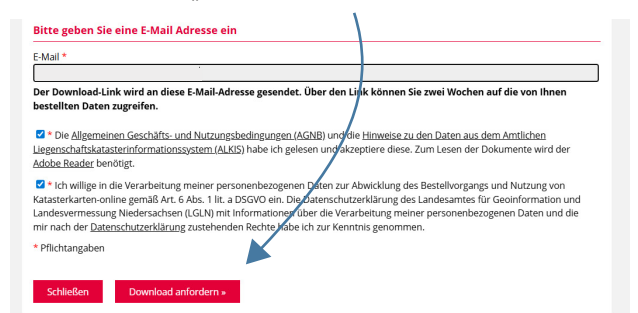 Bitte geben Sie eine E-Mail Adresse ein
E-Mail *
Der Download-Link wird an diese E-Mail-Adresse gesendet. Über den Link können Sie zwei Wochen auf die von Ihnen
bestellten Daten zugreifen.
* Die Allgemeinen Geschäfts- und Nutzungsbedingungen (AGNB) und die Hinweise zu den Daten aus dem Amtlichen
Liegenschaftskatasterinformationssystem (ALKIS) habe ich gelesen und akzeptiere diese. Zum Lesen der Dokumente wird der
Adobe Reader benötigt.
* Ich willige in die Verarbeitung meiner personenbezogenen Daten zur Abwicklung des Bestellvorgangs und Nutzung von
Katasterkarten-online gemäß Art. 6 Abs. 1 lit. a DSGVO ein. Die Datenschutzerklärung des Landesamtes für Geoinformation und
Landesvermessung Niedersachsen (LGLN) mit Informationen über die Verarbeitung meiner personenbezogenen Daten und die
mir nach der Datenschutzerklärung zustehenden Rechte habe ich zur Kenntnis genommen.
* Pflichtangaben
Schließen Download anfordern »